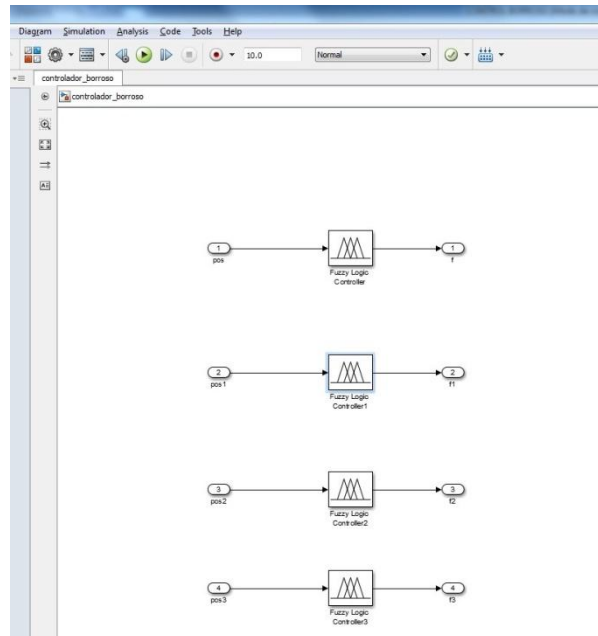 Diagram Simulation Analysis Code Tools Help
10.0 Normal
controlador_borroso
controlador_borroso
1 1
pos f
Fuzzy Logic
Controller
2 2
pos1 f1
Fuzzy Logic
Controller1
3 3
pos2 f2
Fuzzy Logic
Controller2
4 4
pos3 f3
Fuzzy Logic
Controller3